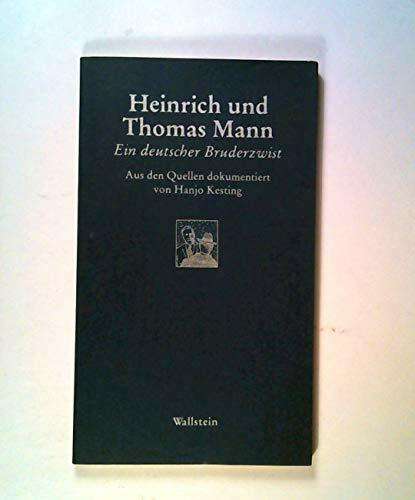 Heinrich und
Thomas Mann
Ein deutscher Bruderzwist
Aus den Quellen dokumentiert
von Hanjo Kesting
Wallstein